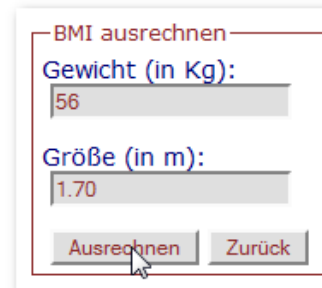 BMI ausrechnen
Gewicht (in Kg):
56
Größe (in m):
1.70
Ausrechnen Zurück